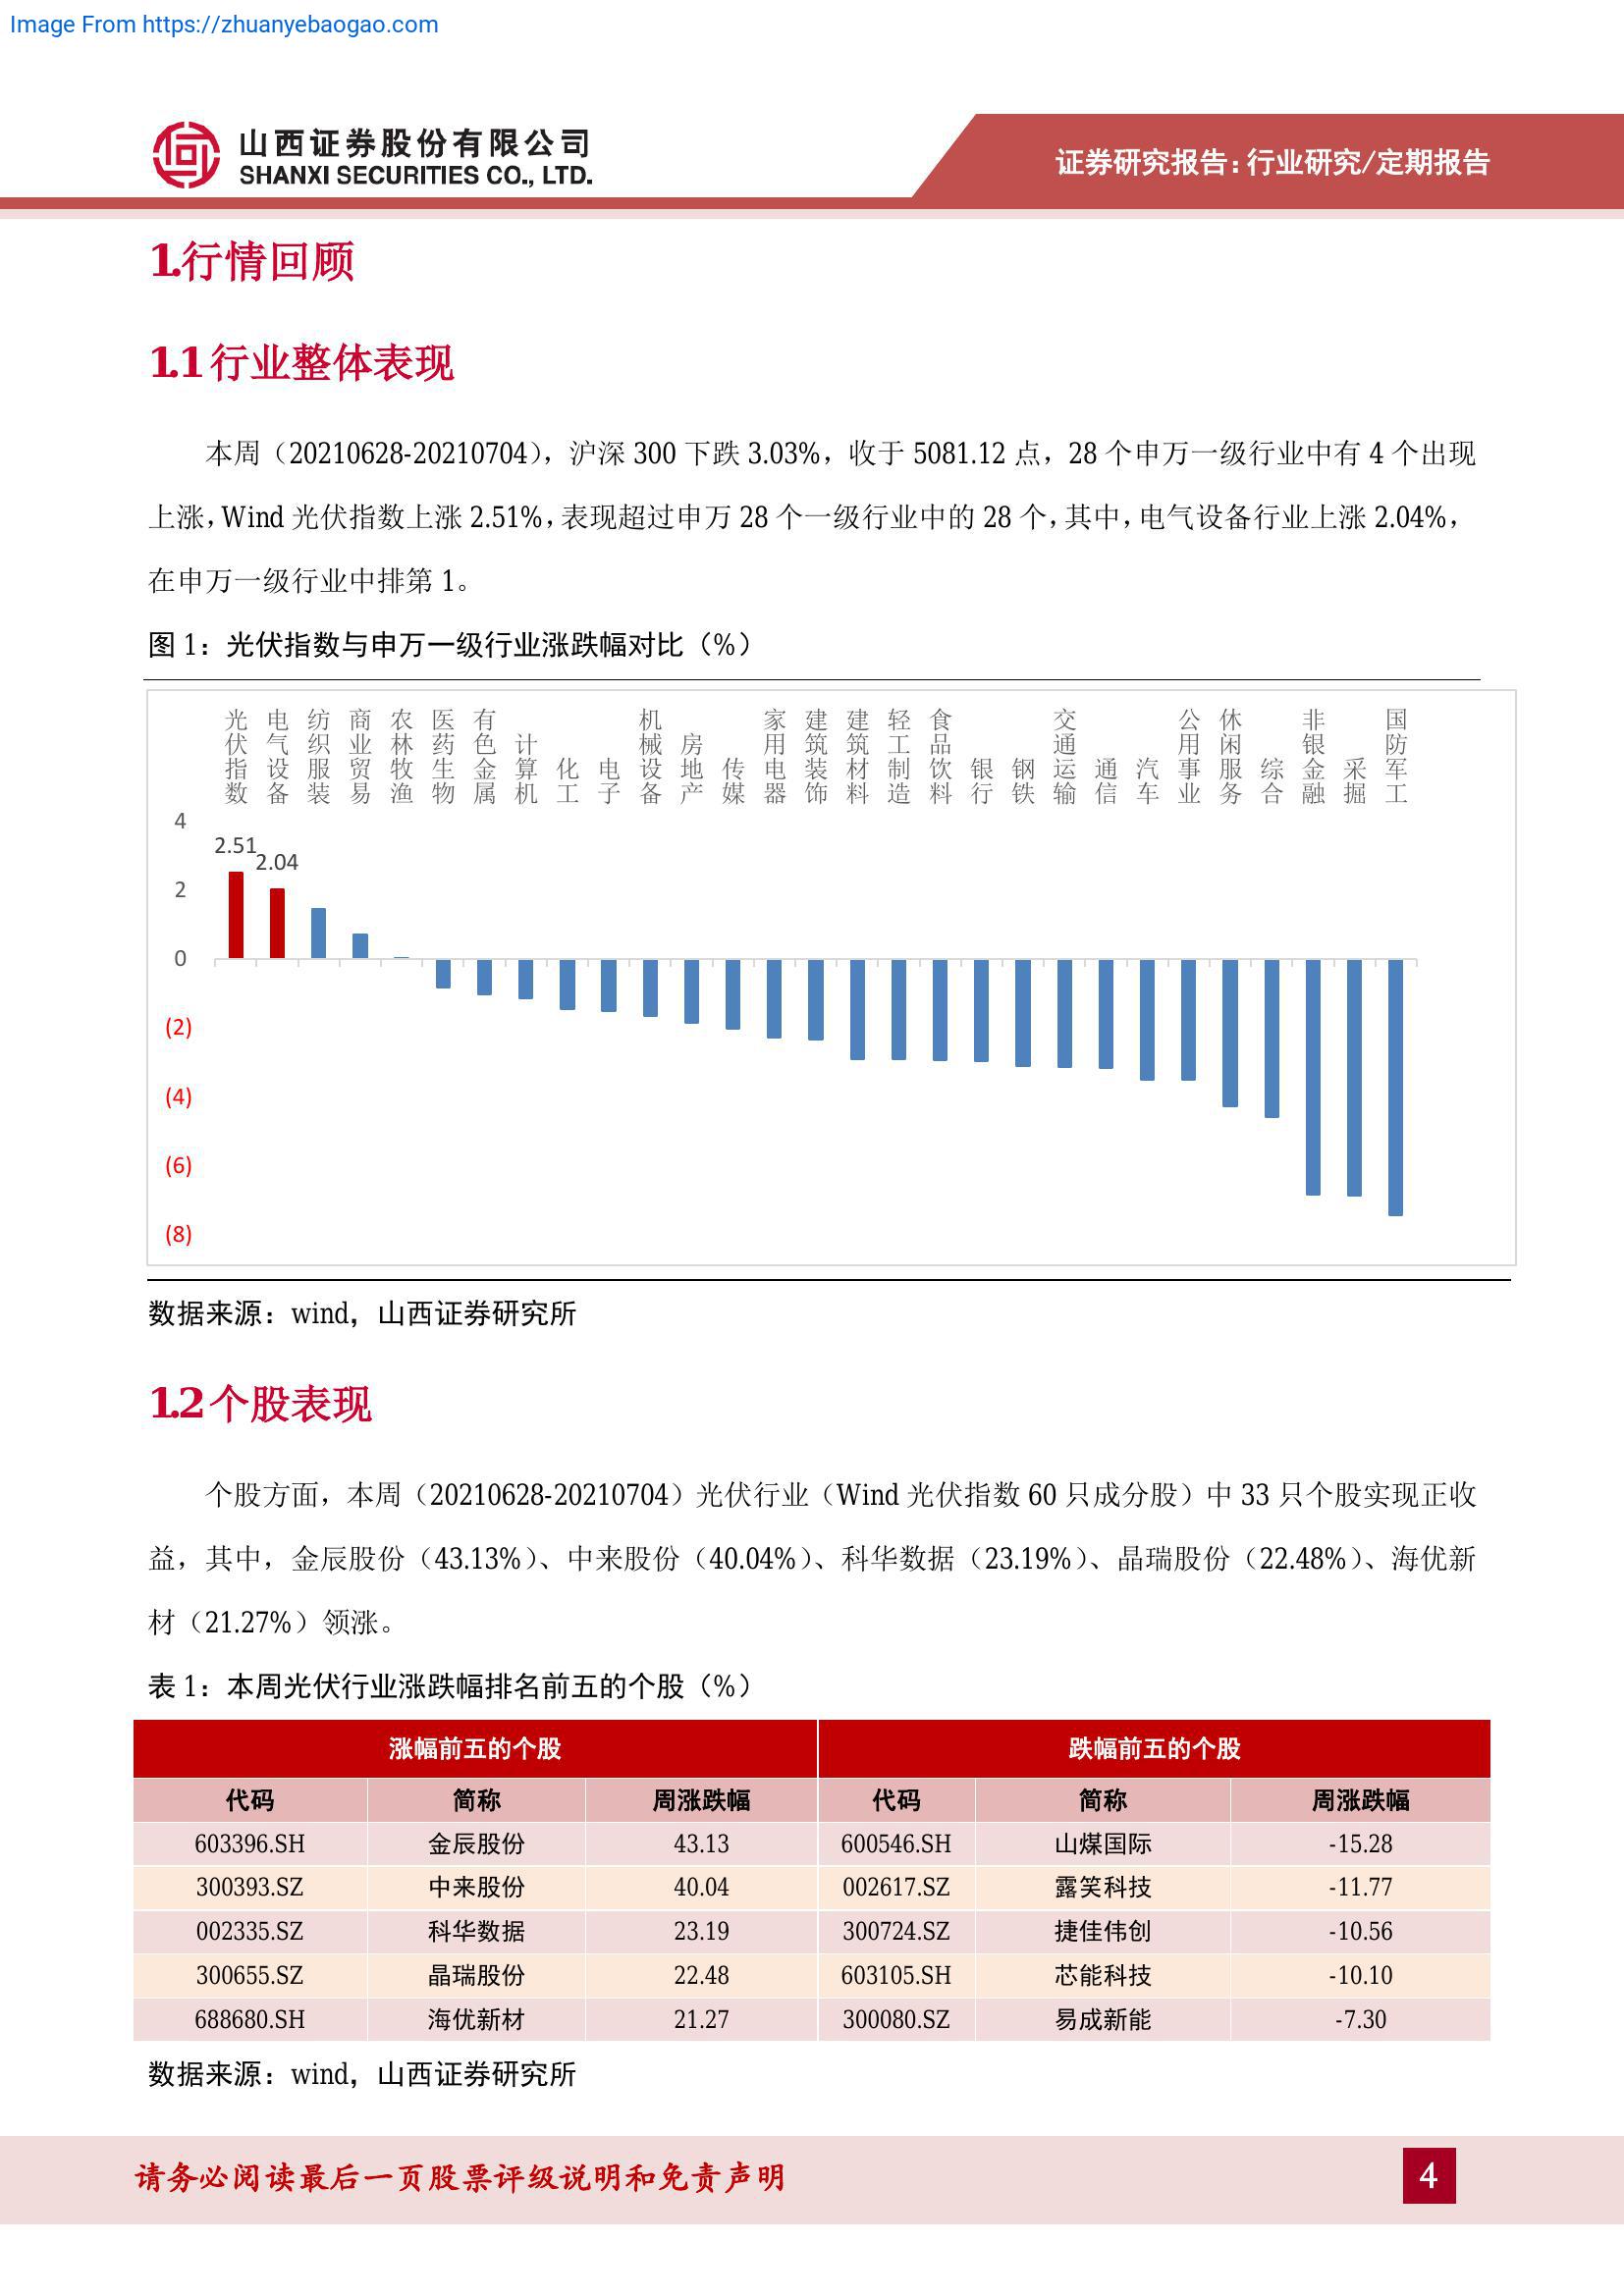 Image From https://zhuanyebaogao.com
山西证券股份有限公司
SHANXI SECURITIES CO., LTD.
证券研究报告：行业研究/定期报告
1.行情回顾
1.1 行业整体表现
本周（20210628-20210704），沪深 300 下跌 3.03%，收于 5081.12 点，28 个申万一级行业中有 4 个出现
上涨，Wind 光伏指数上涨 2.51%，表现超过申万 28 个一级行业中的 28 个，其中，电气设备行业上涨 2.04%，
在申万一级行业中排第 1。
图 1：光伏指数与申万一级行业涨跌幅对比（%）
光伏指数 电气设备 纺织服装 商业贸易 农林牧渔 医药生物 有色金属 计算机 化工 电子 机械设备 房地产 传媒 家用电器 建筑装饰 建筑材料 轻工制造 食品饮料 银行 钢铁 交通运输 通信 汽车 公用事业 休闲服务 综合 非银金融 采掘 国防军工
4
2.51
2.04
2
0
(2)
(4)
(6)
(8)
数据来源：wind，山西证券研究所
1.2 个股表现
个股方面，本周（20210628-20210704）光伏行业（Wind 光伏指数 60 只成分股）中 33 只个股实现正收
益，其中，金辰股份（43.13%）、中来股份（40.04%）、科华数据（23.19%）、晶瑞股份（22.48%）、海优新
材（21.27%）领涨。
表 1：本周光伏行业涨跌幅排名前五的个股（%）
涨幅前五的个股 跌幅前五的个股
代码 简称 周涨跌幅 代码 简称 周涨跌幅
603396.SH 金辰股份 43.13 600546.SH 山煤国际 -15.28
300393.SZ 中来股份 40.04 002617.SZ 露笑科技 -11.77
002335.SZ 科华数据 23.19 300724.SZ 捷佳伟创 -10.56
300655.SZ 晶瑞股份 22.48 603105.SH 芯能科技 -10.10
688680.SH 海优新材 21.27 300080.SZ 易成新能 -7.30
数据来源：wind，山西证券研究所
请务必阅读最后一页股票评级说明和免责声明
4